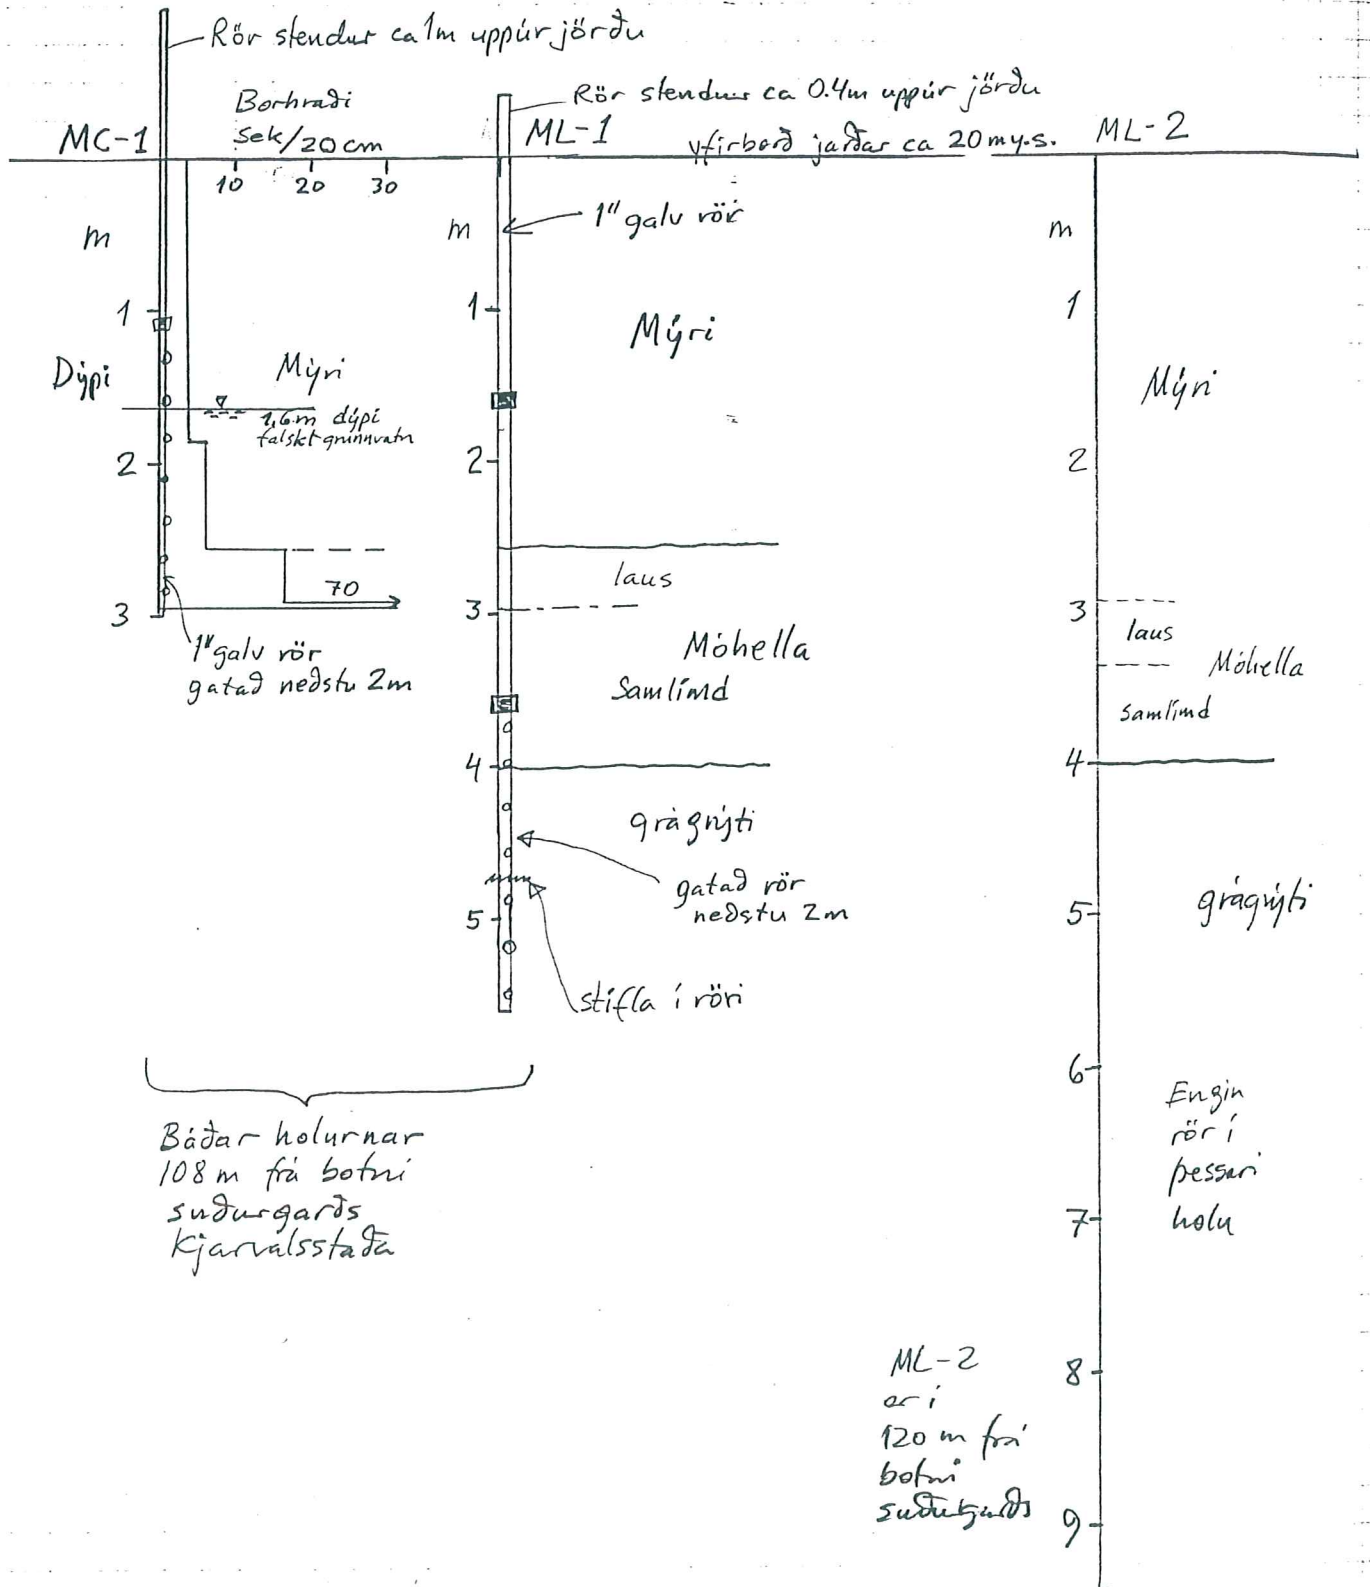 Rör stendur ca 1m uppúr jörðu
Borhraði
Sek/20 cm
MC-1
10 20 30
m
1
Dýpi
Mýri
1,6 m dýpi
falskt grunnvatn
2
70
3
1" galv rör
gatað neðstu 2m
Rör stendur ca 0.4m uppúr jörðu
ML-1
yfirborð jarðar ca 20 m y.s.
1" galv rör
m
1
Mýri
2
laus
3
Móhella
Samlímd
4
grágrýti
gatað rör
neðstu 2m
5
stífla í röri
Báðar holurnar
108 m frá botni
suðurgarðs
Kjarvalsstaða
ML-2
m
1
Mýri
2
3
laus
Móhella
samlímd
4
5
grágrýti
6
Engin
rör í
þessari
holu
7
8
ML-2
er í
120 m frá
botni
suðurgarðs
9